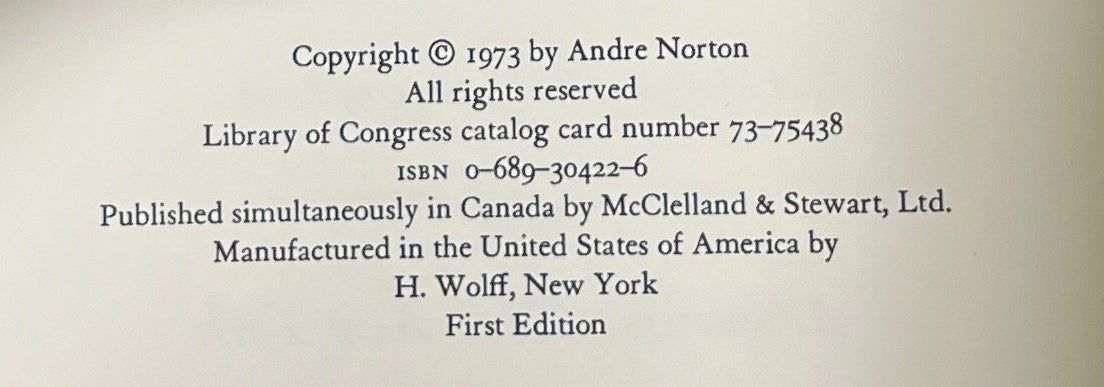 Copyright © 1973 by Andre Norton
All rights reserved
Library of Congress catalog card number 73-75438
ISBN 0-689-30422-6
Published simultaneously in Canada by McClelland & Stewart, Ltd.
Manufactured in the United States of America by
H. Wolff, New York
First Edition